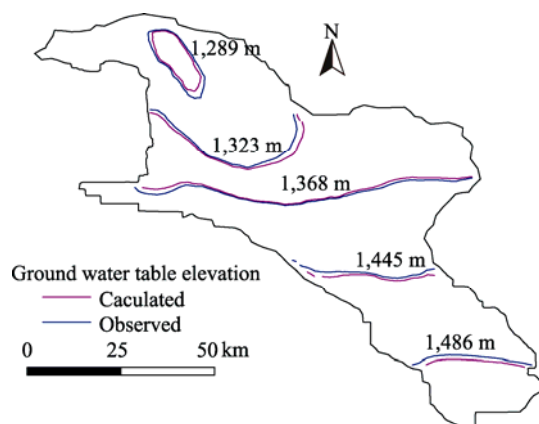 N
1,289 m
1,323 m
1,368 m
1,445 m
Ground water table elevation
Caculated
Observed
0 25 50 km
1,486 m